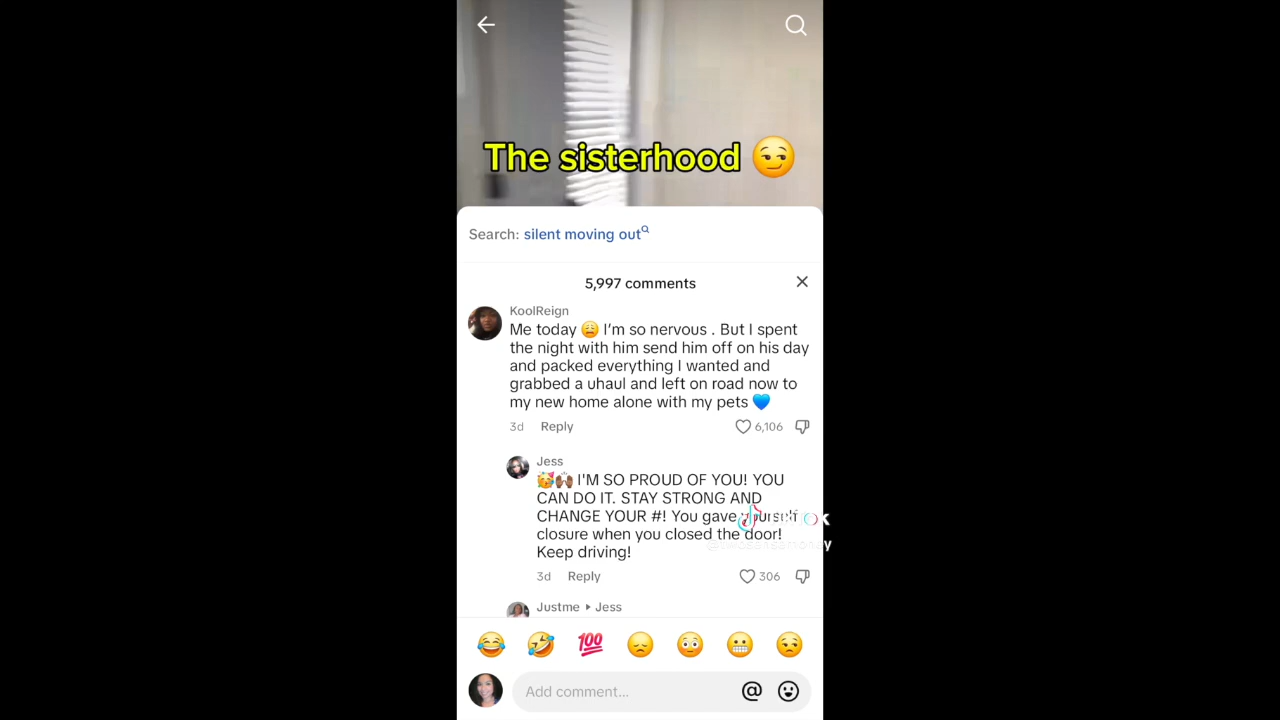 The sisterhood 😏
Search: silent moving out
5,997 comments
KoolReign
Me today 😩 I'm so nervous . But I spent
the night with him send him off on his day
and packed everything I wanted and
grabbed a uhaul and left on road now to
my new home alone with my pets 💙
3d Reply 6,106
Jess
🥳🙌🏾 I'M SO PROUD OF YOU! YOU
CAN DO IT. STAY STRONG AND
CHANGE YOUR #! You gave yourself
closure when you closed the door!
Keep driving!
3d Reply 306
Justme ▸ Jess
💯
Add comment...